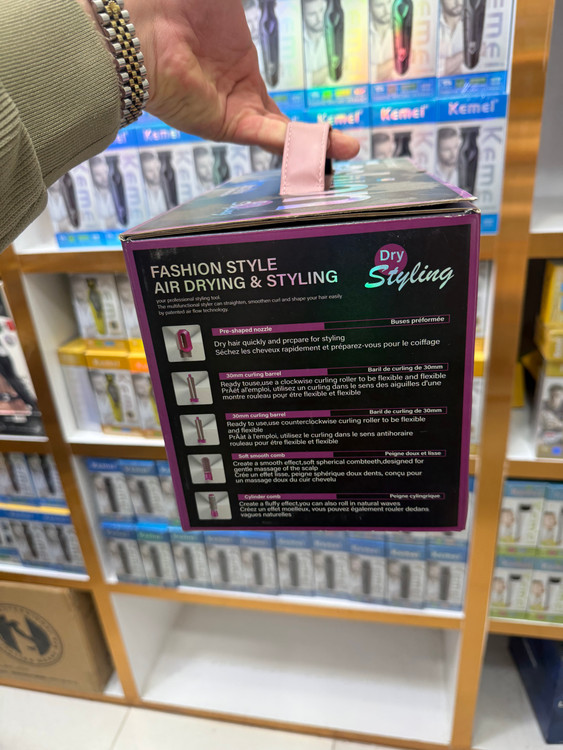 Kemei
Kemei
Kemei
Kemei
Kemei
FASHION STYLE
AIR DRYING & STYLING
Dry
Styling
your professional styling tool.
The multifunctional styler can straighten, smoothen curl and shape your hair easily
by patented air flow technology.
Pre-shaped nozzle
Buses préformée
Dry hair quickly and prcpare for styling
Séchez les cheveux rapidement et préparez-vous pour le coiffage
30mm curling barrel
Baril de curling de 30mm
Ready touse,use a clockwise curling roller to be flexible and flexible
PrÄêt al'emploi, utilisez un curling dans le sens des aiguilles d'une
montre rouleau pour être flexible et flexible
30mm curling barrel
Baril de curling de 30mm
Ready to use,use counterclockwise curling roller to be flexible
and flexible
PrÄàt à l'emploi, utilisez le curling dans le sens antihoraire
rouleau pour être flexible et flexible
Soft smooth comb
Peigne doux et lisse
Create a smooth effect,soft spherical combteeth,designed for
gentle massage of the scalp
Crée un effet lisse, peigne sphérique doux dents, conçu pour
un massage doux du cuir chevelu
Cylinder comb
Peigne cylingrique
Create a fluffy effect,you can also roll in natural waves
Créez un effet moelleux, vous pouvez également rouler dedans
vagues naturelles